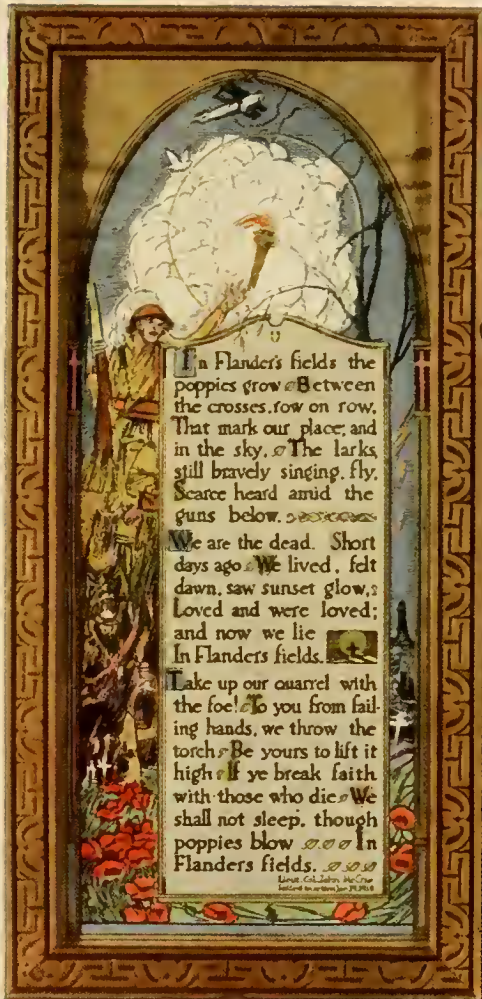 In Flanders fields the
poppies grow Between
the crosses, row on row,
That mark our place; and
in the sky, The larks,
still bravely singing, fly,
Scarce heard amid the
guns below.
We are the dead. Short
days ago We lived, felt
dawn, saw sunset glow,
Loved and were loved;
and now we lie
In Flanders fields.
Take up our quarrel with
the foe! To you from fail-
ing hands, we throw the
torch Be yours to lift it
high If ye break faith
with those who die We
shall not sleep, though
poppies blow In
Flanders fields.
Lieut. Col. John McCrae